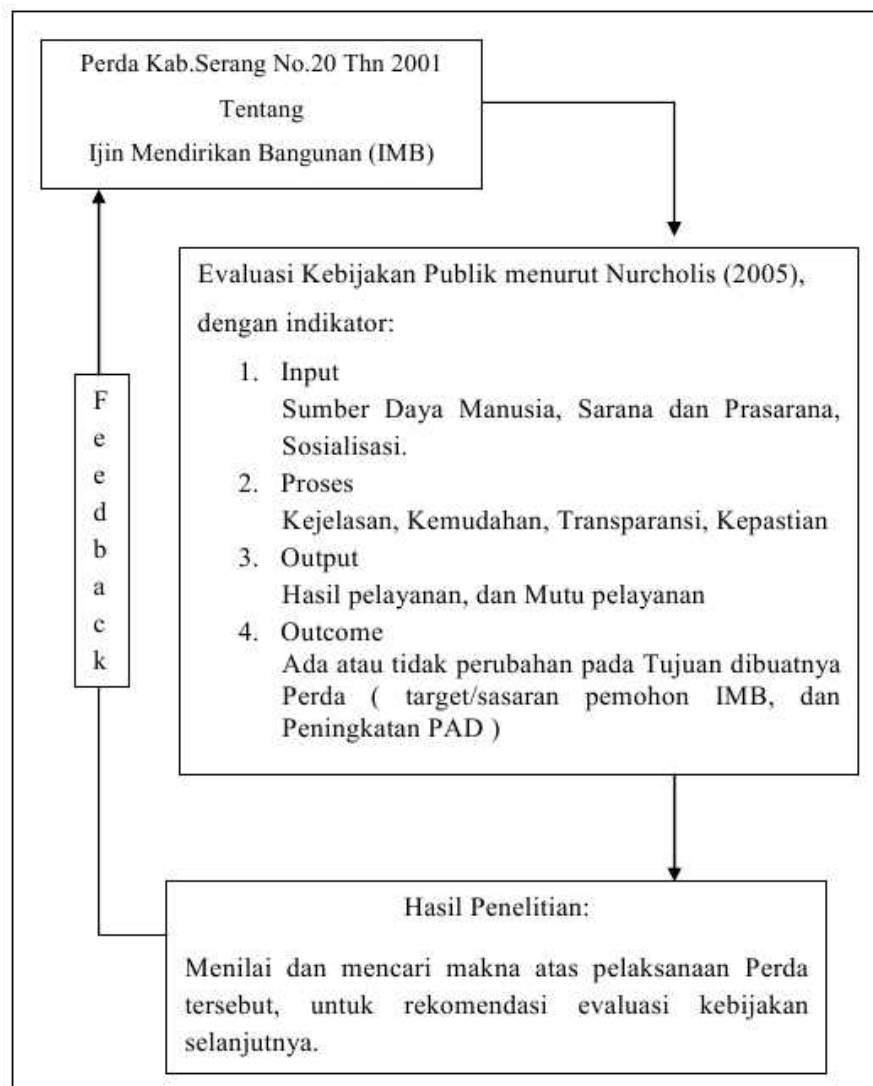 Perda Kab.Serang No.20 Thn 2001
Tentang
Ijin Mendirikan Bangunan (IMB)
Evaluasi Kebijakan Publik menurut Nurcholis (2005),
dengan indikator:
1. Input
Sumber Daya Manusia, Sarana dan Prasarana,
Sosialisasi.
2. Proses
Kejelasan, Kemudahan, Transparansi, Kepastian
3. Output
Hasil pelayanan, dan Mutu pelayanan
4. Outcome
Ada atau tidak perubahan pada Tujuan dibuatnya
Perda ( target/sasaran pemohon IMB, dan
Peningkatan PAD )
Feedback
Hasil Penelitian:
Menilai dan mencari makna atas pelaksanaan Perda
tersebut, untuk rekomendasi evaluasi kebijakan
selanjutnya.